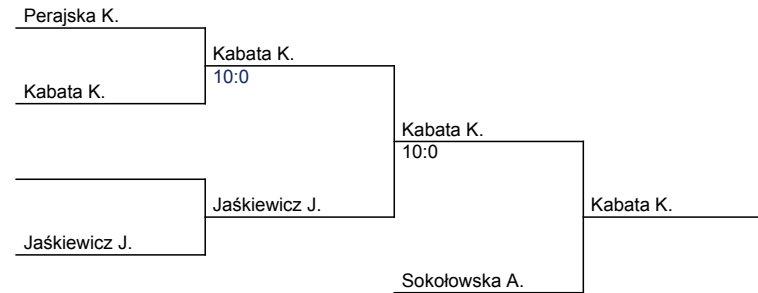 Perajska K.
Kabata K.
10:0
Kabata K.
Kabata K.
10:0
Jaśkiewicz J.
Kabata K.
Jaśkiewicz J.
Sokołowska A.